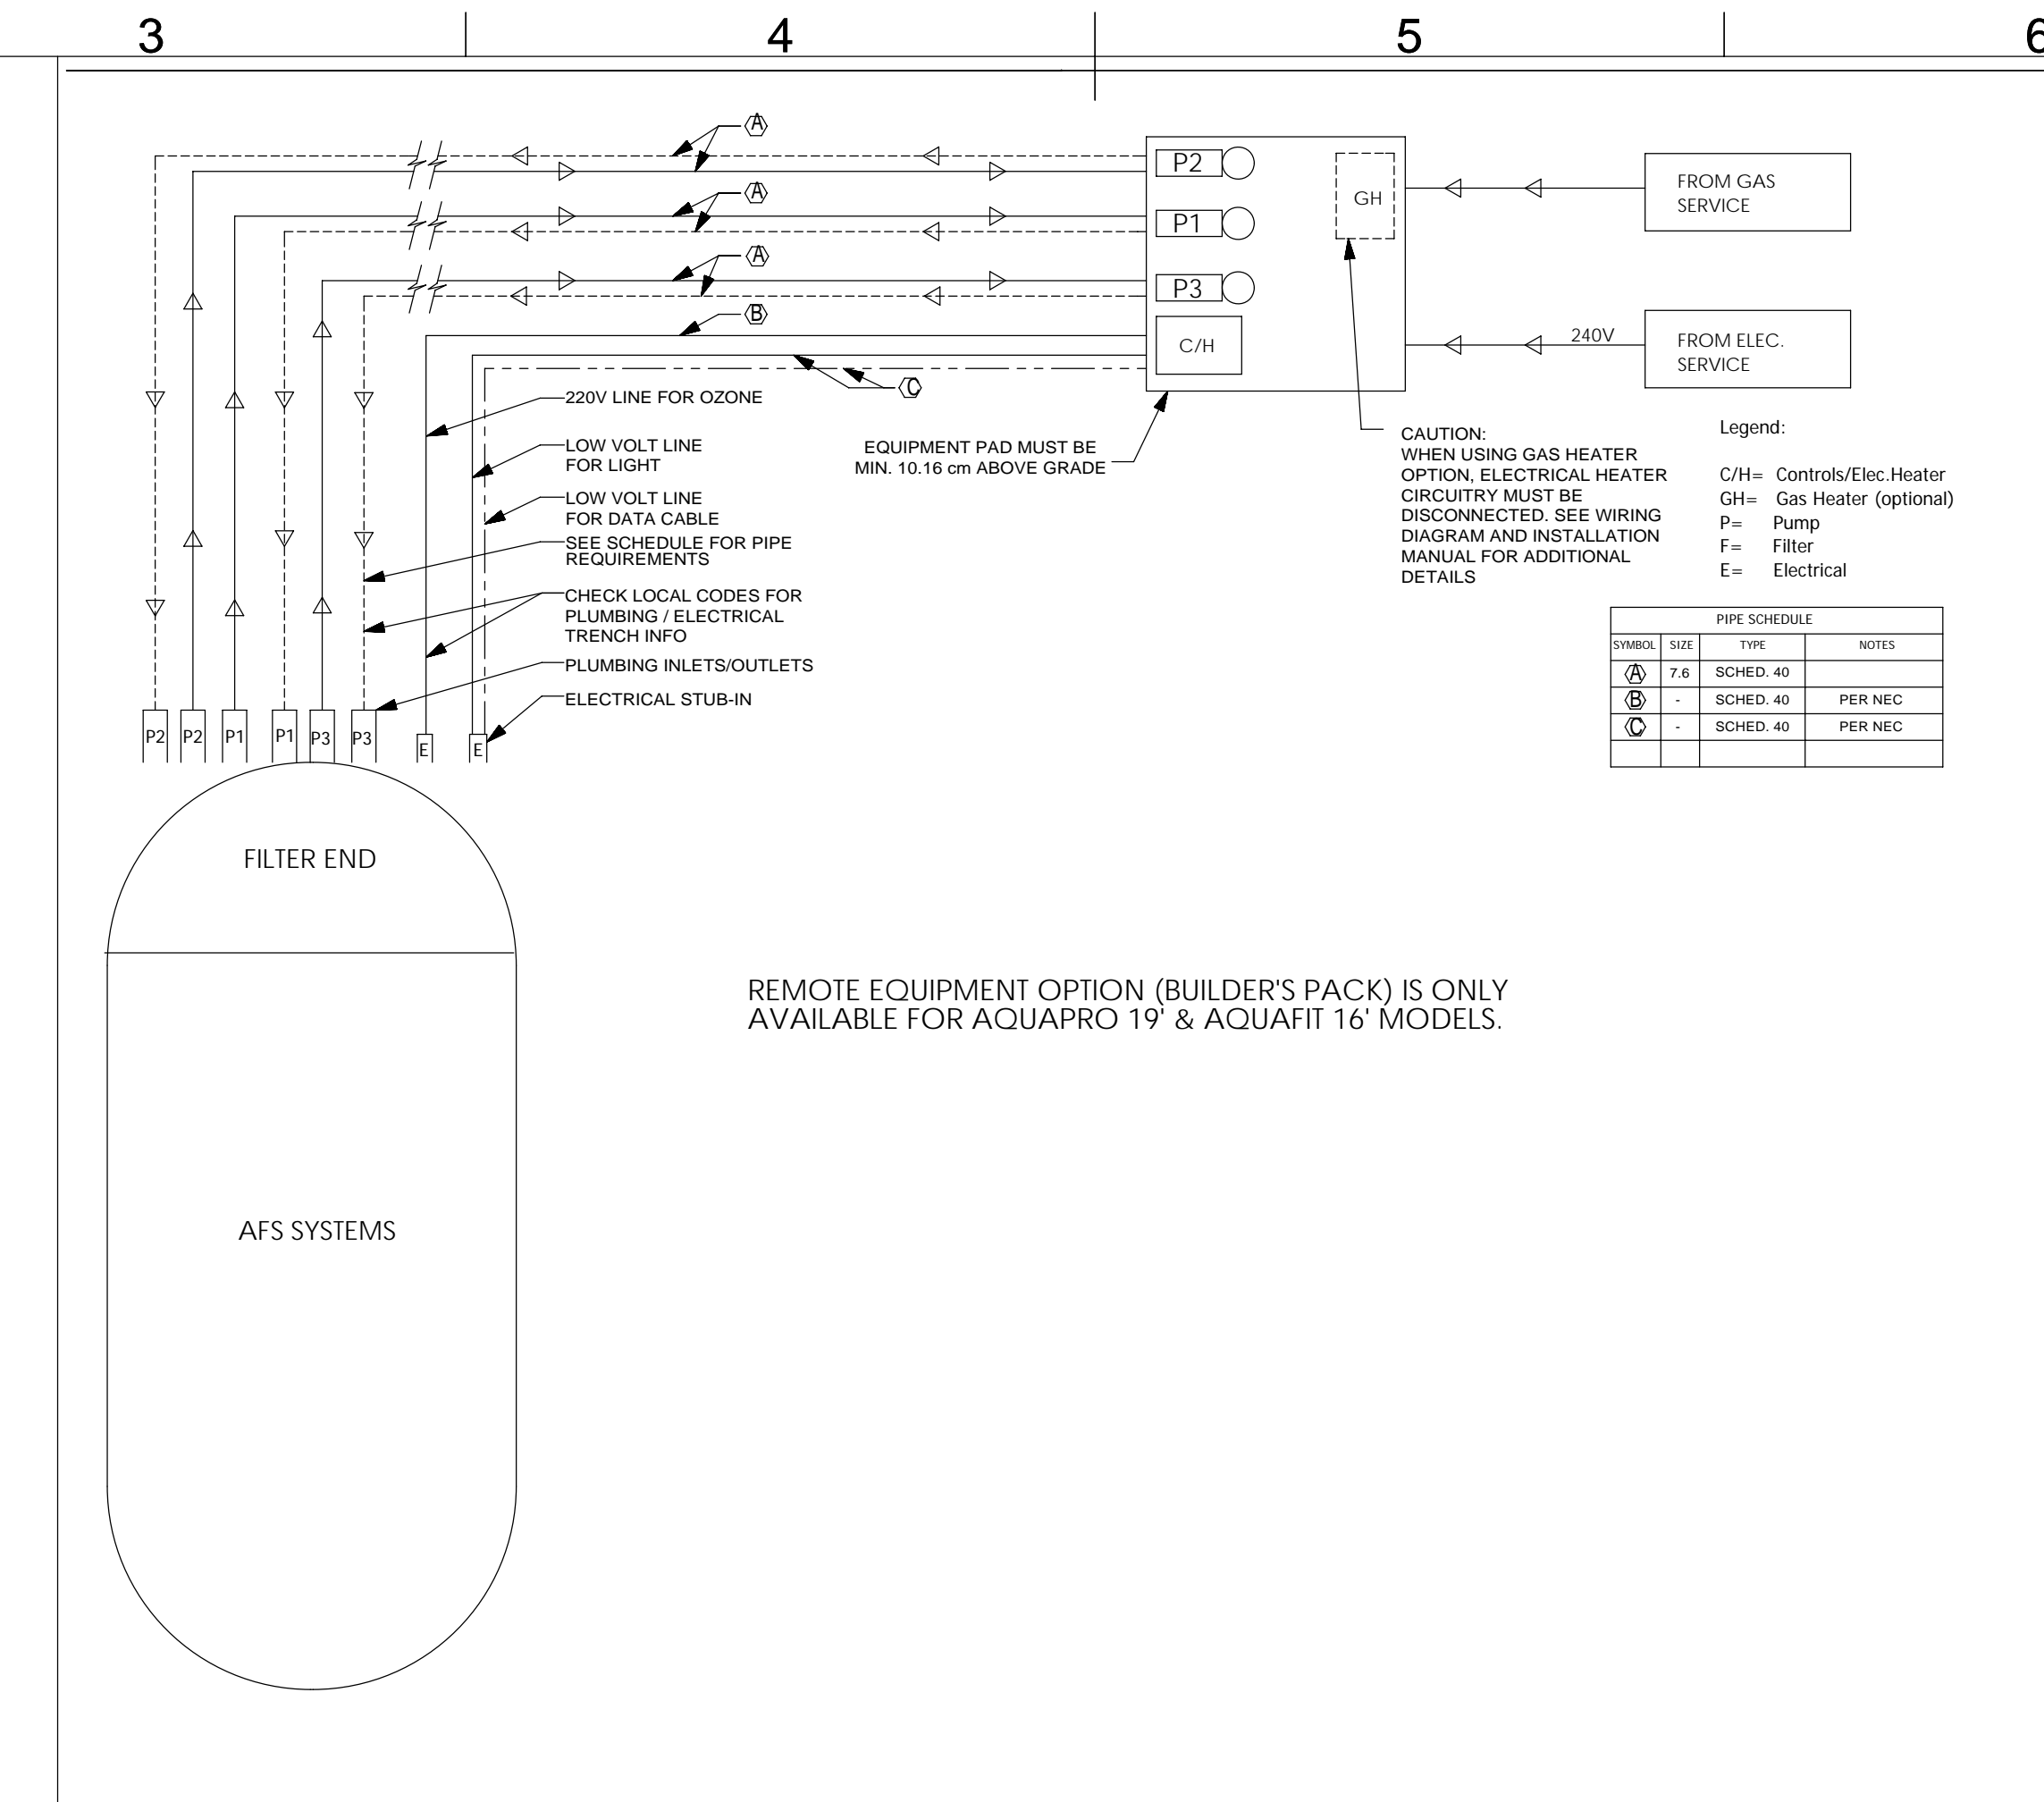 3 4 5 6
A
P2
FROM GAS
SERVICE
GH
A
P1
A
P3
B
C/H
240V
FROM ELEC.
SERVICE
C
220V LINE FOR OZONE
LOW VOLT LINE
FOR LIGHT
LOW VOLT LINE
FOR DATA CABLE
SEE SCHEDULE FOR PIPE
REQUIREMENTS
CHECK LOCAL CODES FOR
PLUMBING / ELECTRICAL
TRENCH INFO
PLUMBING INLETS/OUTLETS
ELECTRICAL STUB-IN
EQUIPMENT PAD MUST BE
MIN. 10.16 cm ABOVE GRADE
CAUTION:
WHEN USING GAS HEATER
OPTION, ELECTRICAL HEATER
CIRCUITRY MUST BE
DISCONNECTED. SEE WIRING
DIAGRAM AND INSTALLATION
MANUAL FOR ADDITIONAL
DETAILS
Legend:
C/H= Controls/Elec.Heater
GH= Gas Heater (optional)
P= Pump
F= Filter
E= Electrical
PIPE SCHEDULE
SYMBOL SIZE TYPE NOTES
A 7.6 SCHED. 40
B - SCHED. 40 PER NEC
C - SCHED. 40 PER NEC
P2 P2 P1 P1 P3 P3 E E
FILTER END
REMOTE EQUIPMENT OPTION (BUILDER'S PACK) IS ONLY
AVAILABLE FOR AQUAPRO 19' & AQUAFIT 16' MODELS.
AFS SYSTEMS